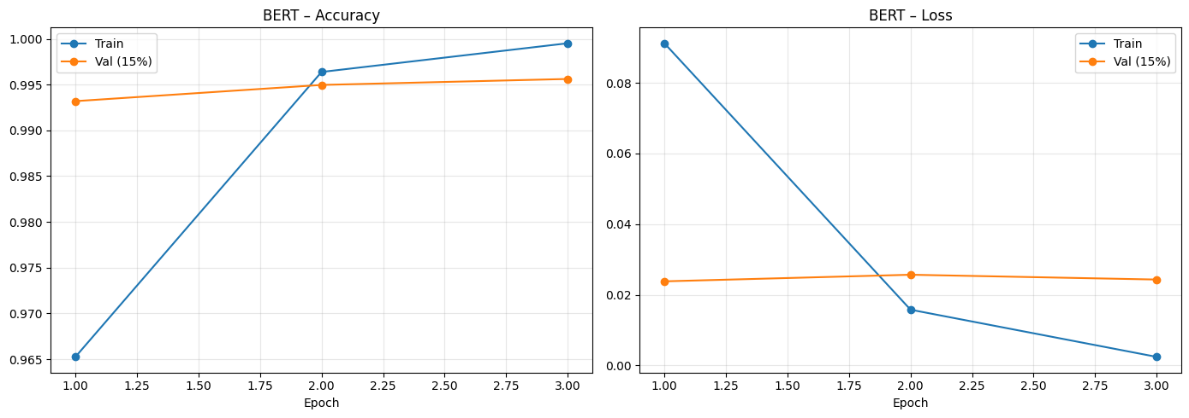 BERT – Accuracy
1.000
0.995
0.990
0.985
0.980
0.975
0.970
0.965
Train
Val (15%)
1.00 1.25 1.50 1.75 2.00 2.25 2.50 2.75 3.00
Epoch
BERT – Loss
0.08
0.06
0.04
0.02
0.00
Train
Val (15%)
1.00 1.25 1.50 1.75 2.00 2.25 2.50 2.75 3.00
Epoch